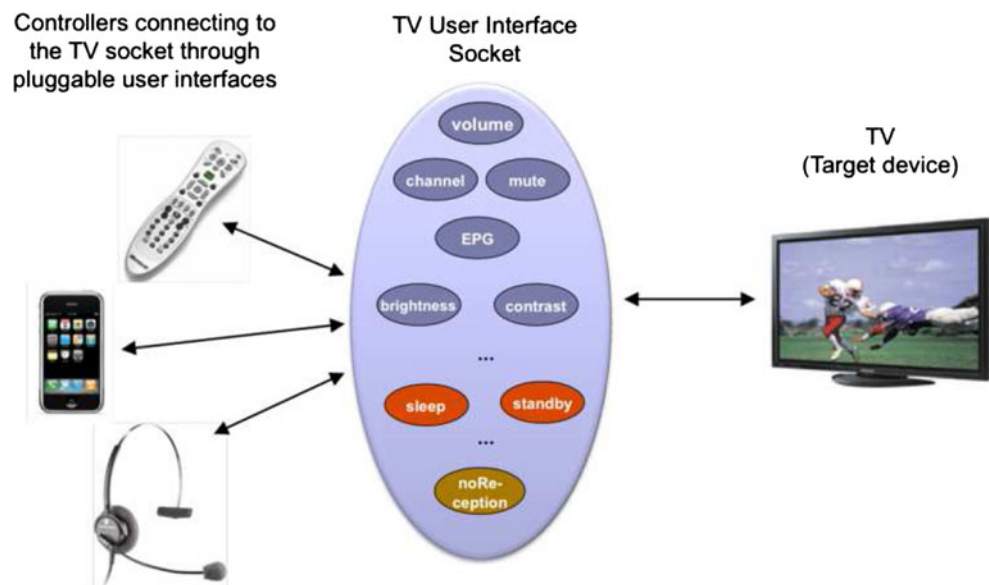 Controllers connecting to
the TV socket through
pluggable user interfaces
TV User Interface
Socket
TV
(Target device)
volume
channel
mute
EPG
brightness
contrast
...
sleep
standby
...
noRe-
ception